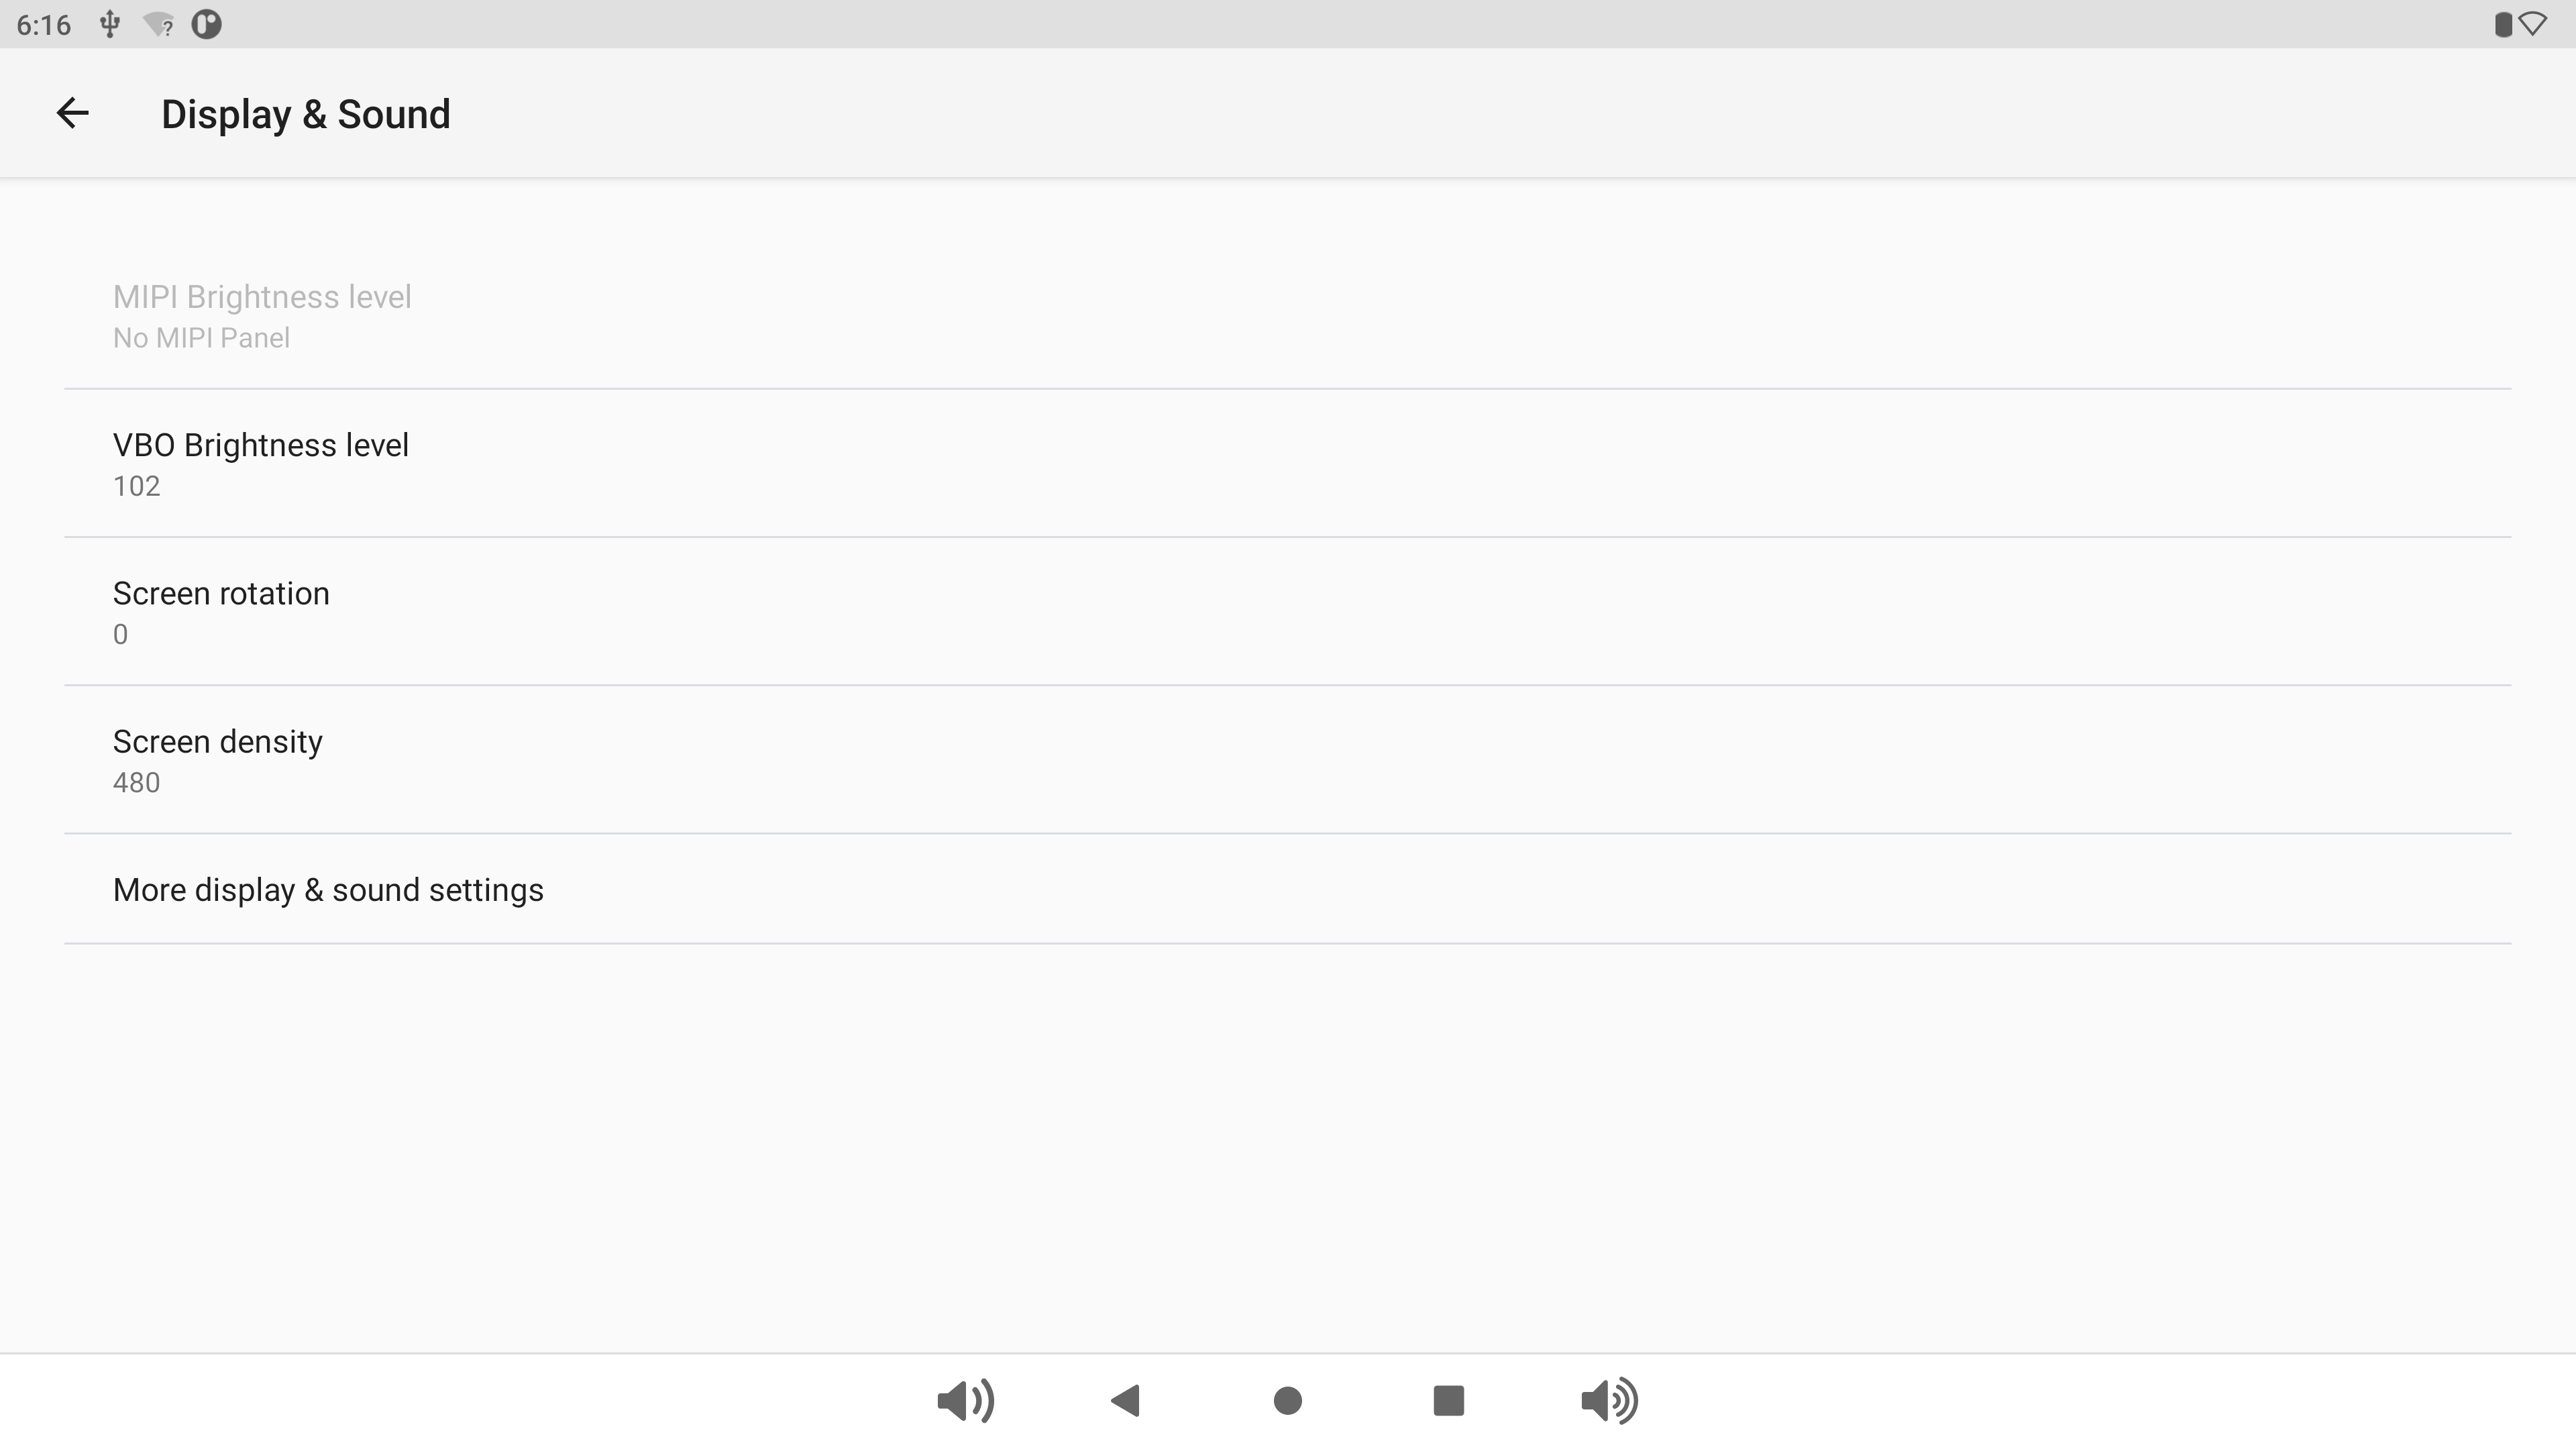 6:16
Display & Sound
MIPI Brightness level
No MIPI Panel
VBO Brightness level
102
Screen rotation
0
Screen density
480
More display & sound settings